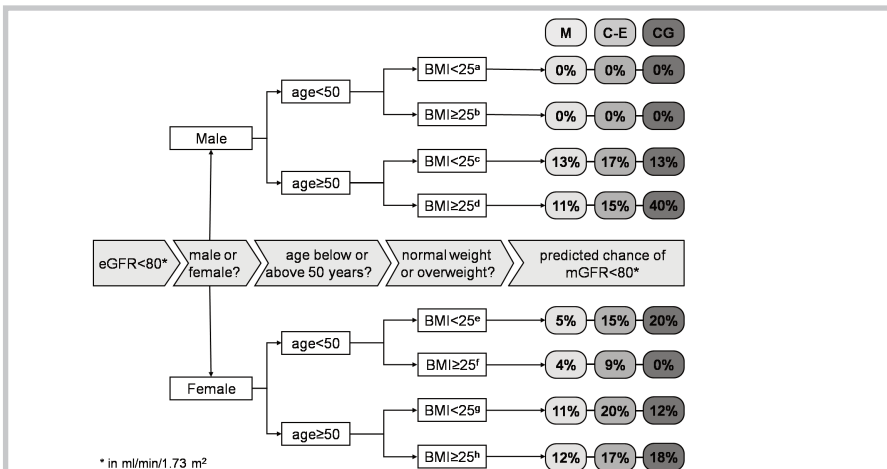 M C-E CG
BMI<25ᵃ 0% 0% 0%
age<50
BMI≥25ᵇ 0% 0% 0%
Male
BMI<25ᶜ 13% 17% 13%
age≥50
BMI≥25ᵈ 11% 15% 40%
eGFR<80*
male or
female?
age below or
above 50 years?
normal weight
or overweight?
predicted chance of
mGFR<80*
BMI<25ᵉ 5% 15% 20%
age<50
BMI≥25ᶠ 4% 9% 0%
Female
BMI<25ᵍ 11% 20% 12%
age≥50
BMI≥25ʰ 12% 17% 18%
* in ml/min/1.73 m²